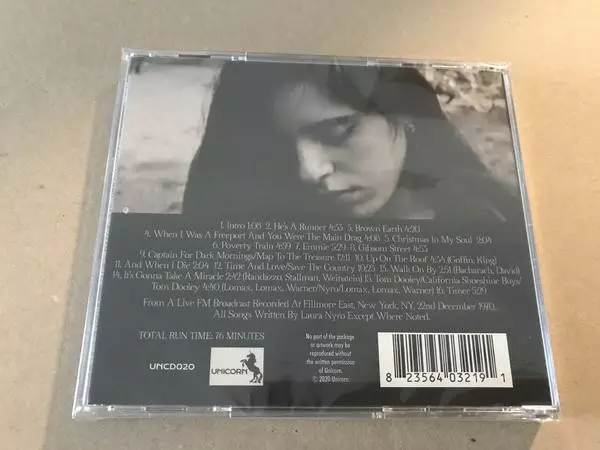 1. Intro 1:06 2. He's A Runner 4:35 3. Brown Earth 4:20
4. When I Was A Freeport And You Were The Main Drag 4:06 5. Christmas In My Soul 2:04
6. Poverty Train 4:39 7. Emmie 5:29 8. Gibsom Street 4:55
9. Captain For Dark Mornings/Map To The Treasure 12:11 10. Up On The Roof 4:54 (Goffin, King)
11. And When I Die 2:04 12. Time And Love/Save The Country 10:25 13. Walk On By 2:51 (Bacharach, David)
14. It's Gonna Take A Miracle 2:42 (Randazzo, Stallman, Weinstein) 15. Tom Dooley/California Shoeshine Boys/
Tom Dooley 4:40 (Lomax, Lomax, Warner/Nyro/Lomax, Lomax, Warner) 16. Timer 5:29
From A Live FM Broadcast Recorded At Fillmore East, New York, NY, 22nd December 1970.
All Songs Written By Laura Nyro Except Where Noted.
TOTAL RUN TIME: 76 MINUTES
UNCD020
UNICORN
No part of the package
or artwork may be
reproduced without
the written permission
of Unicorn.
© 2020 Unicorn.
8 23564 03219 1